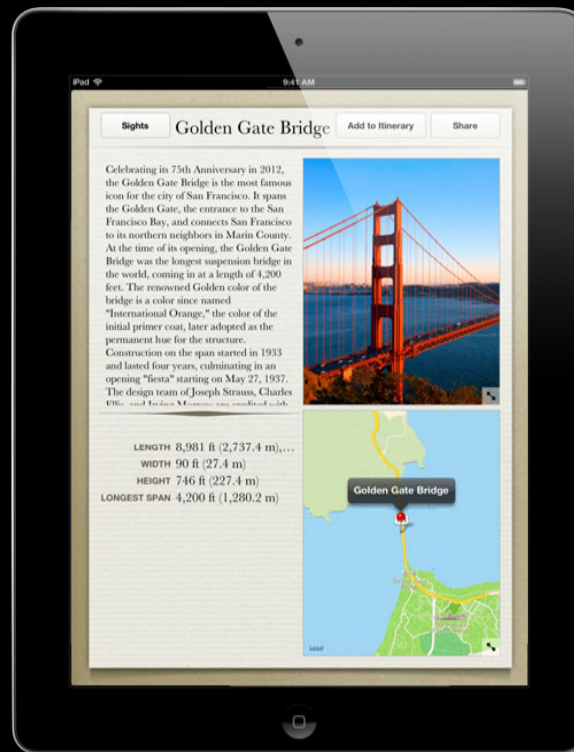 iPad
9:41 AM
Sights
Golden Gate Bridge
Add to Itinerary
Share
Celebrating its 75th Anniversary in 2012,
the Golden Gate Bridge is the most famous
icon for the city of San Francisco. It spans
the Golden Gate, the entrance to the San
Francisco Bay, and connects San Francisco
to its northern neighbors in Marin County.
At the time of its opening, the Golden Gate
Bridge was the longest suspension bridge in
the world, coming in at a length of 4,200
feet. The renowned Golden color of the
bridge is a color since named
"International Orange," the color of the
initial primer coat, later adopted as the
permanent hue for the structure.
Construction on the span started in 1933
and lasted four years, culminating in an
opening "fiesta" starting on May 27, 1937.
The design team of Joseph Strauss, Charles
Ellis, and Irving Morrow are credited with
LENGTH 8,981 ft (2,737.4 m),…
WIDTH 90 ft (27.4 m)
HEIGHT 746 ft (227.4 m)
LONGEST SPAN 4,200 ft (1,280.2 m)
Golden Gate Bridge
Legal